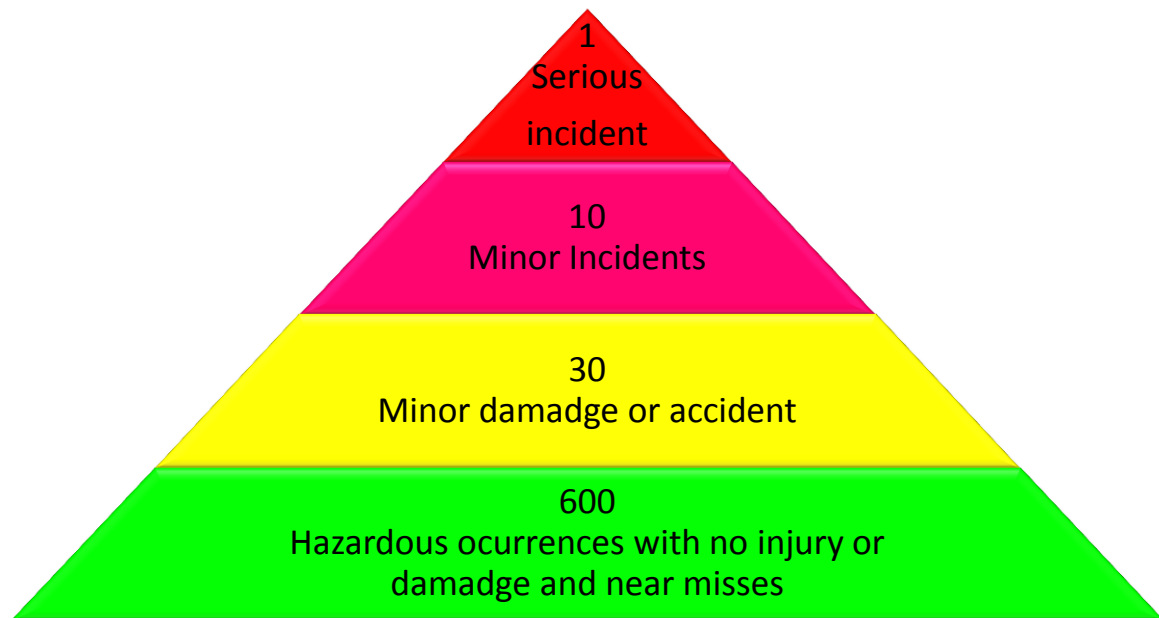 1
Serious
incident
10
Minor Incidents
30
Minor damadge or accident
600
Hazardous ocurrences with no injury or
damadge and near misses